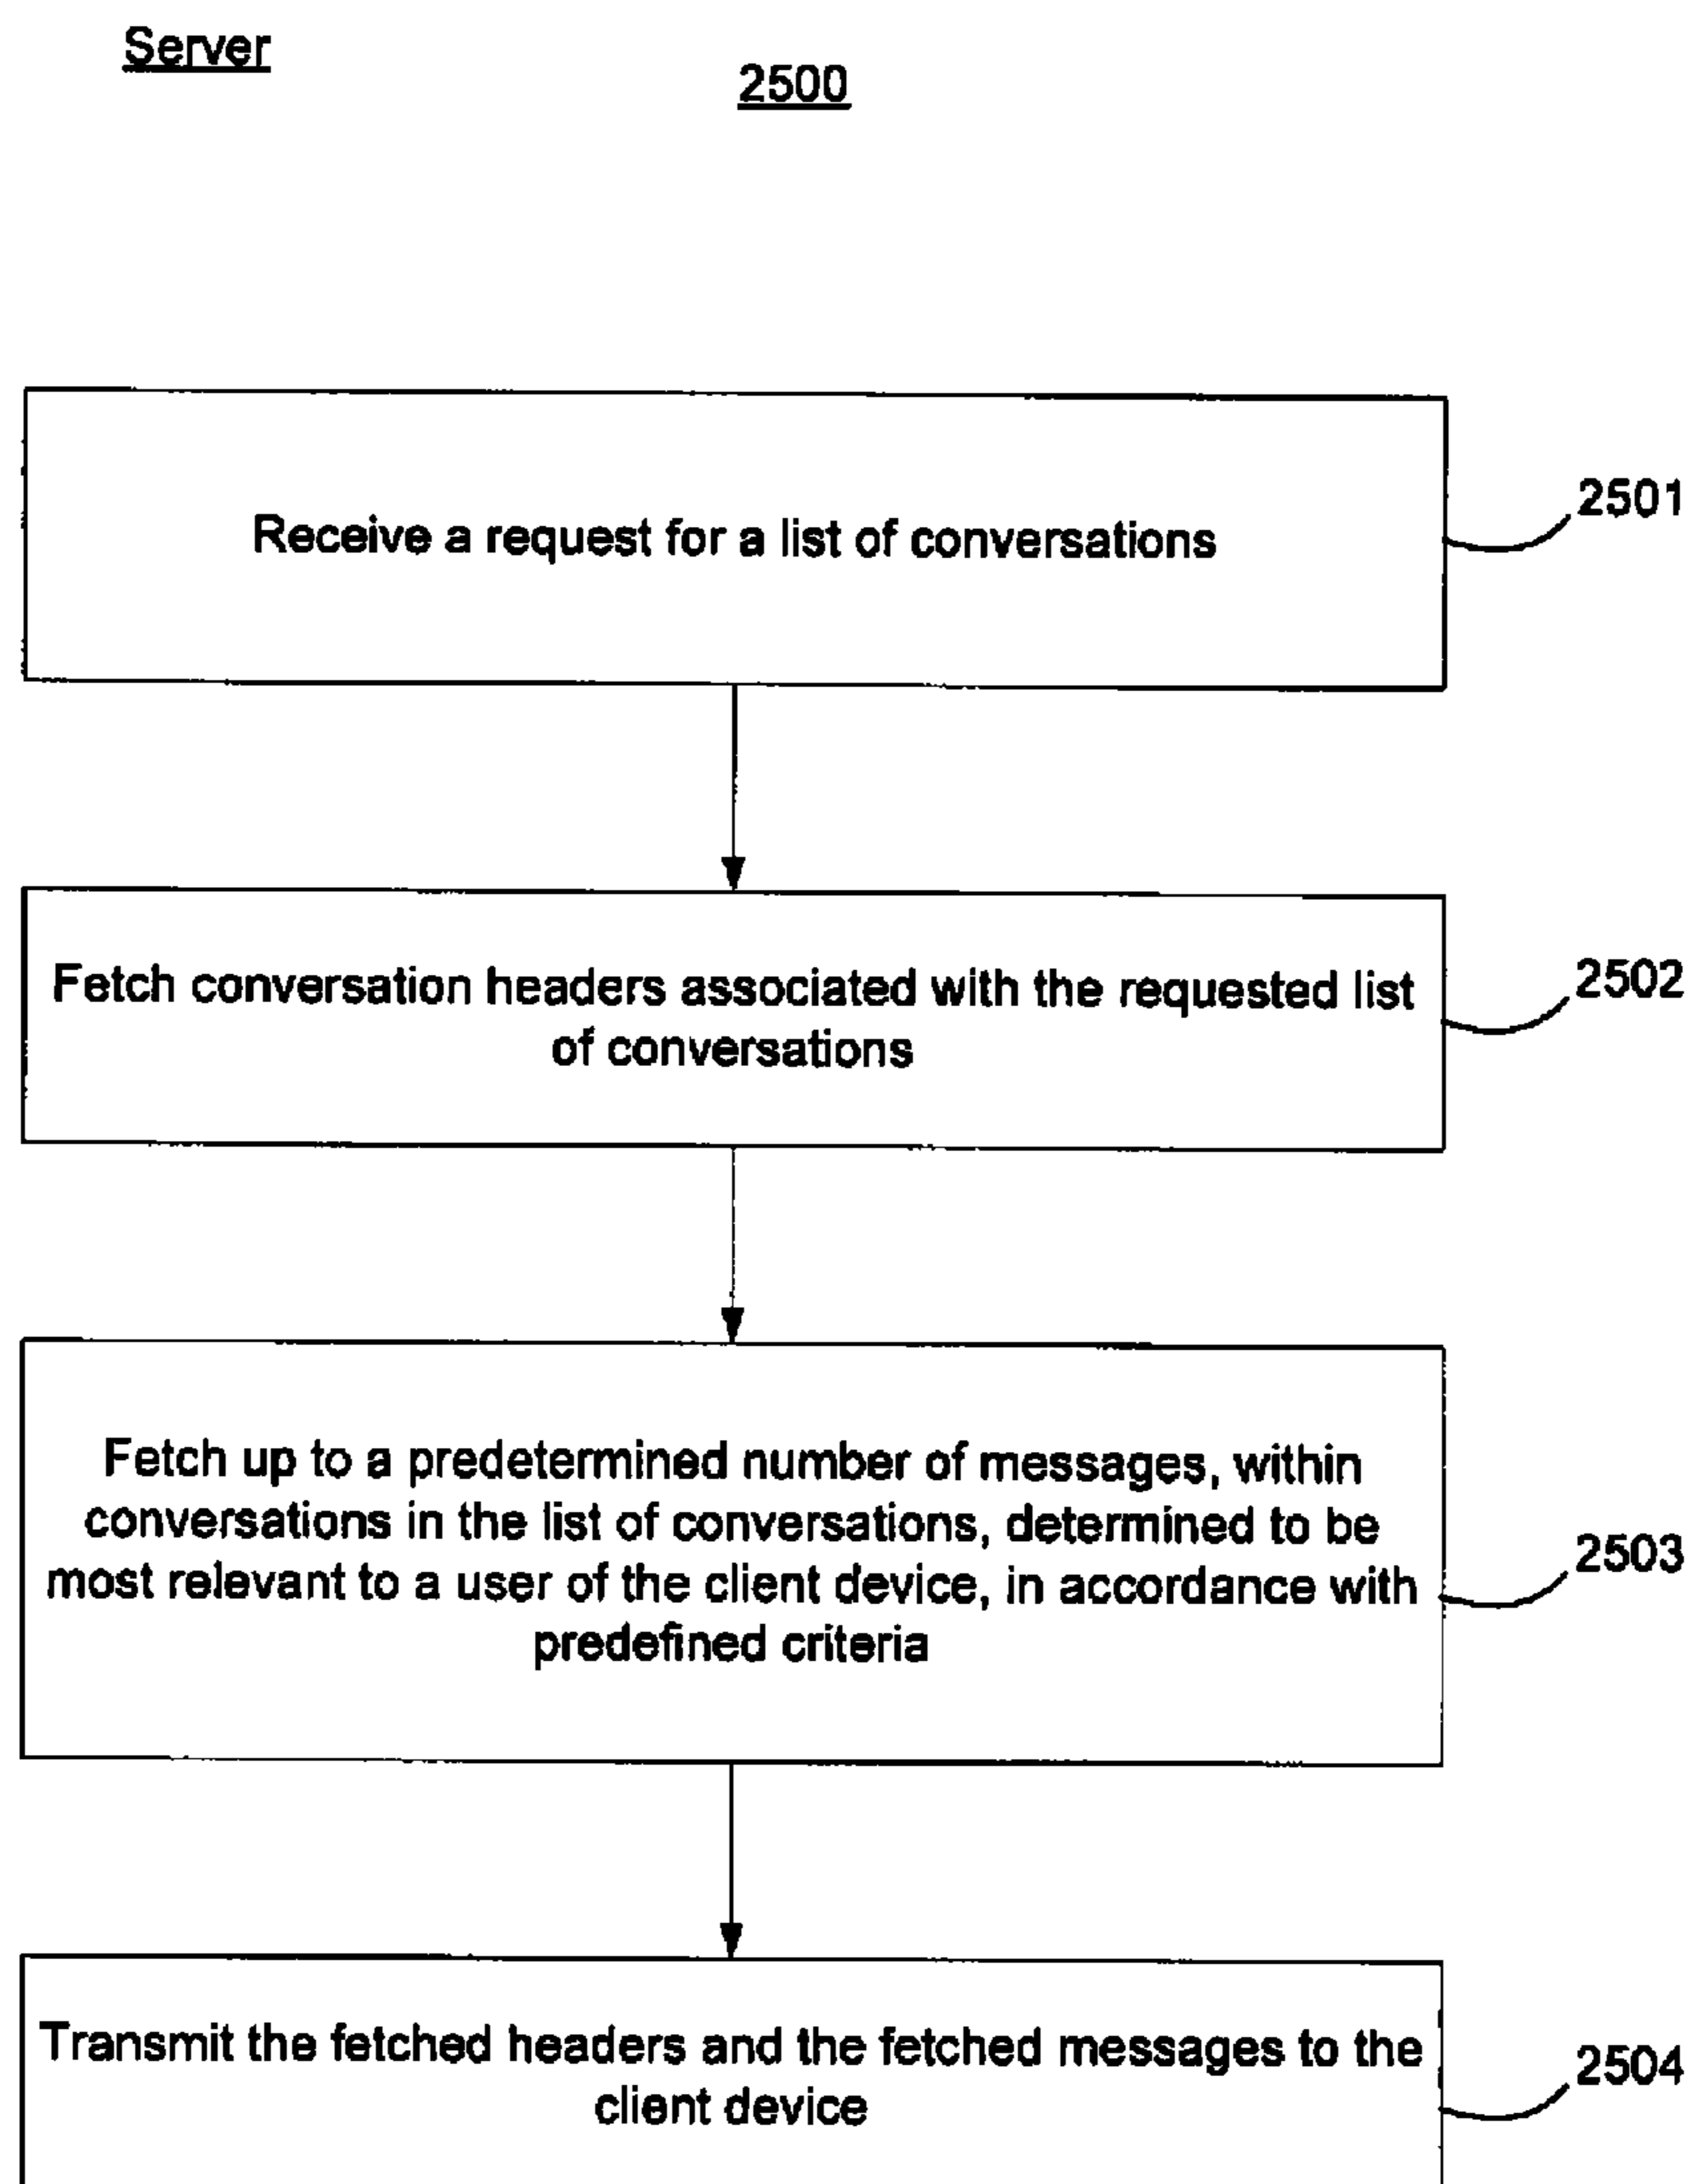 Server
2500
Receive a request for a list of conversations
2501
Fetch conversation headers associated with the requested list
of conversations
2502
Fetch up to a predetermined number of messages, within
conversations in the list of conversations, determined to be
most relevant to a user of the client device, in accordance with
predefined criteria
2503
Transmit the fetched headers and the fetched messages to the
client device
2504